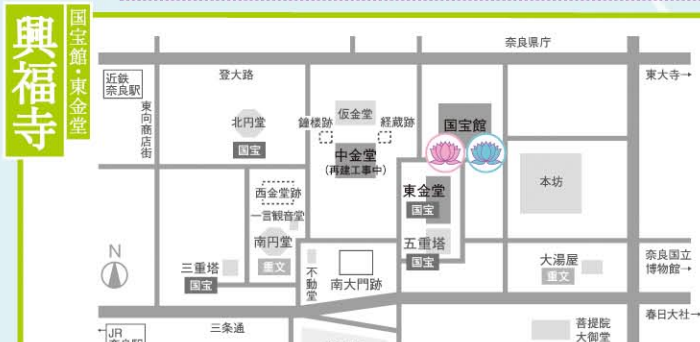 興福寺
国宝館・東金堂
奈良県庁
近鉄
奈良駅
登大路
東大寺→
東向商店街
北円堂
国宝
鐘楼跡
仮金堂
経蔵跡
国宝館
中金堂
(再建工事中)
西金堂跡
一言観音堂
東金堂
国宝
本坊
南円堂
重文
五重塔
国宝
N
三重塔
国宝
不動堂
南大門跡
大湯屋
重文
奈良国立
博物館→
三条通
春日大社→
←JR
奈良駅
菩提院
大御堂